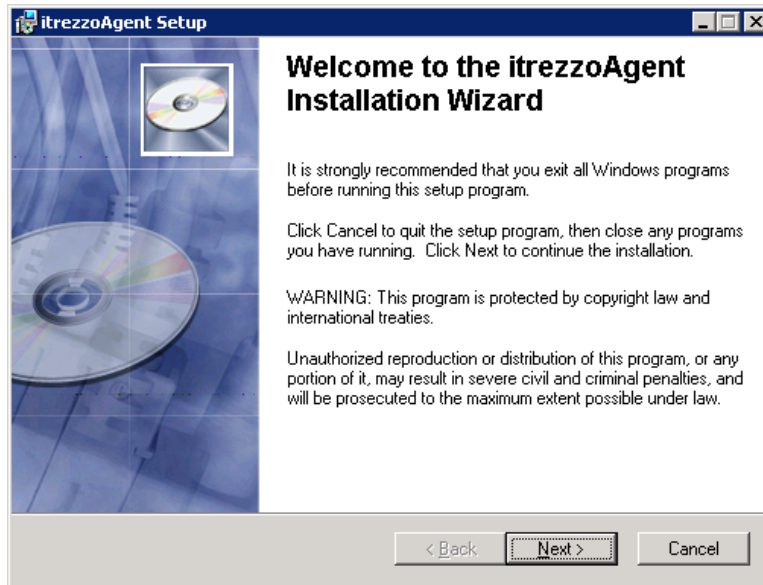 itrezzoAgent Setup
Welcome to the itrezzoAgent
Installation Wizard
It is strongly recommended that you exit all Windows programs
before running this setup program.
Click Cancel to quit the setup program, then close any programs
you have running.  Click Next to continue the installation.
WARNING: This program is protected by copyright law and
international treaties.
Unauthorized reproduction or distribution of this program, or any
portion of it, may result in severe civil and criminal penalties, and
will be prosecuted to the maximum extent possible under law.
< Back Next > Cancel